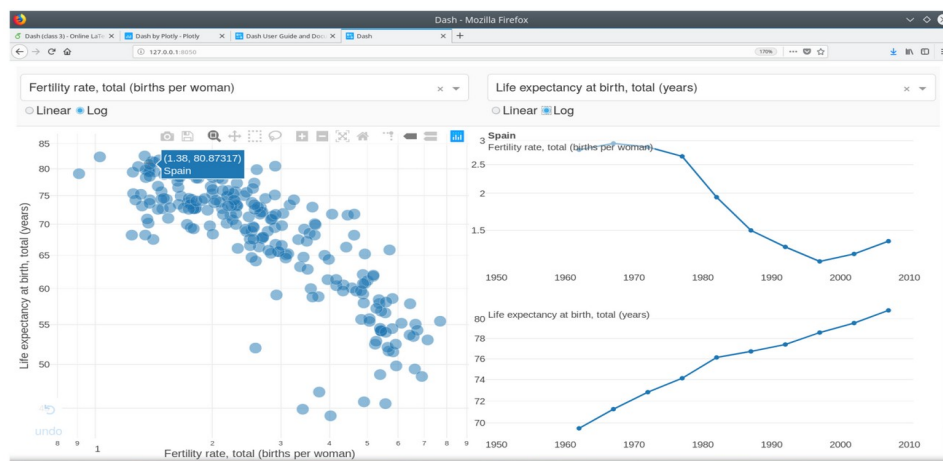 Dash - Mozilla Firefox
Dash (class 3) - Online LaTe
Dash by Plotly - Plotly
Dash User Guide and Doc
Dash
127.0.0.1:8050
170%
Fertility rate, total (births per woman)
Linear Log
Life expectancy at birth, total (years)
Linear Log
85
80
75
70
65
60
55
50
Life expectancy at birth, total (years)
(1.38, 80.87317)
Spain
undo
8 9 1 2 3 4 5 6 7 8 9
Fertility rate, total (births per woman)
Spain
Fertility rate, total (births per woman)
3
2.5
2
1.5
1950 1960 1970 1980 1990 2000 2010
Life expectancy at birth, total (years)
80
78
76
74
72
70
1950 1960 1970 1980 1990 2000 2010